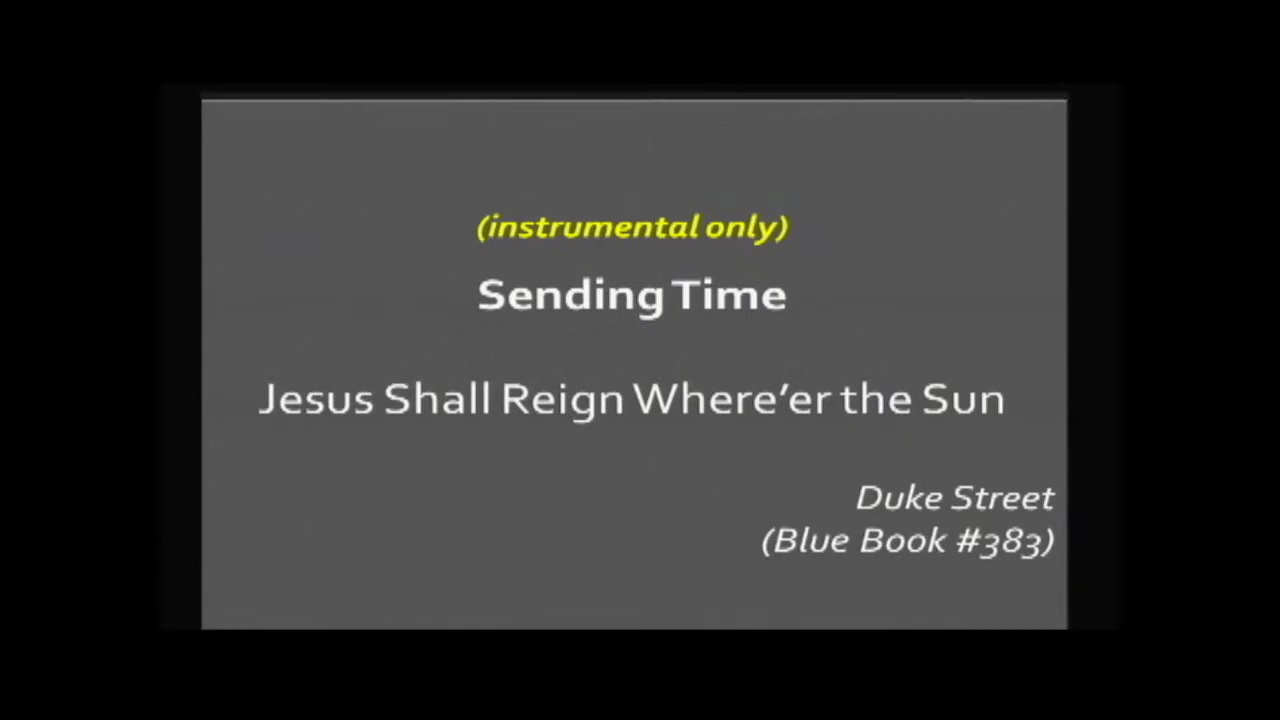 (instrumental only)
Sending Time
Jesus Shall Reign Where’er the Sun
Duke Street
(Blue Book #383)